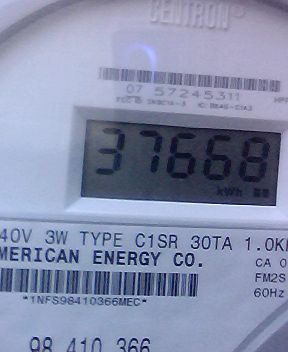 CENTRON®
07 57245311
37668
kWh
40V 3W TYPE C1SR 30TA 1.0K
MERICAN ENERGY CO.
CA 0
FM2S
60Hz
*1NFS98410366MEC*
98 410 366